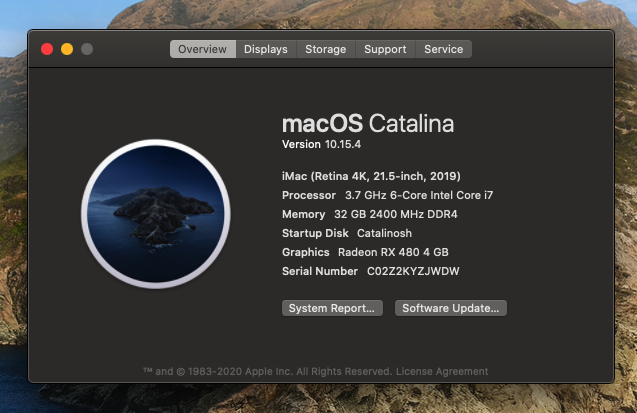 Overview Displays Storage Support Service
macOS Catalina
Version 10.15.4
iMac (Retina 4K, 21.5-inch, 2019)
Processor 3.7 GHz 6-Core Intel Core i7
Memory 32 GB 2400 MHz DDR4
Startup Disk Catalinosh
Graphics Radeon RX 480 4 GB
Serial Number C02Z2KYZJWDW
System Report... Software Update...
™ and © 1983-2020 Apple Inc. All Rights Reserved. License Agreement